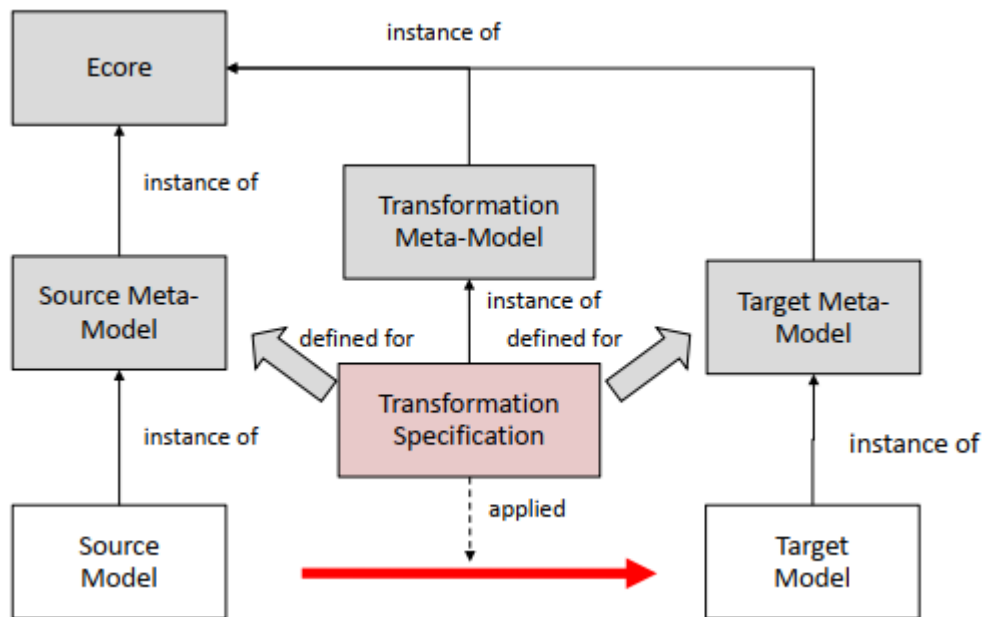 instance of
Ecore
instance of
Transformation
Meta-Model
Source Meta-
Model
instance of
Target Meta-
Model
defined for
defined for
Transformation
Specification
instance of
instance of
applied
Source
Model
Target
Model